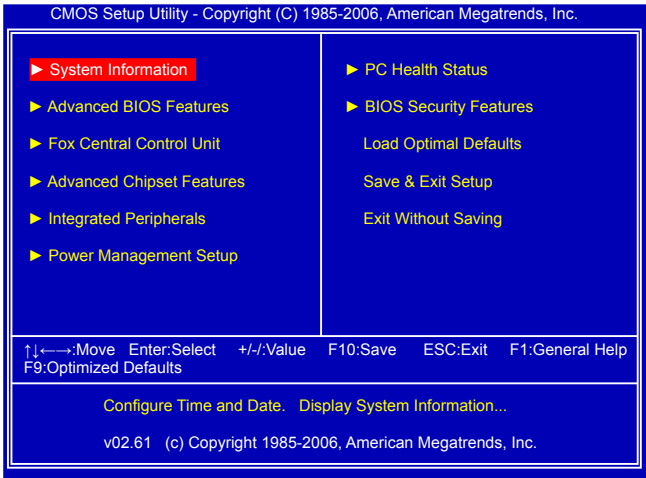 CMOS Setup Utility - Copyright (C) 1985-2006, American Megatrends, Inc.
► System Information
► Advanced BIOS Features
► Fox Central Control Unit
► Advanced Chipset Features
► Integrated Peripherals
► Power Management Setup
► PC Health Status
► BIOS Security Features
Load Optimal Defaults
Save & Exit Setup
Exit Without Saving
↑↓←→:Move Enter:Select +/-/:Value F10:Save ESC:Exit F1:General Help
F9:Optimized Defaults
Configure Time and Date. Display System Information...
v02.61 (c) Copyright 1985-2006, American Megatrends, Inc.